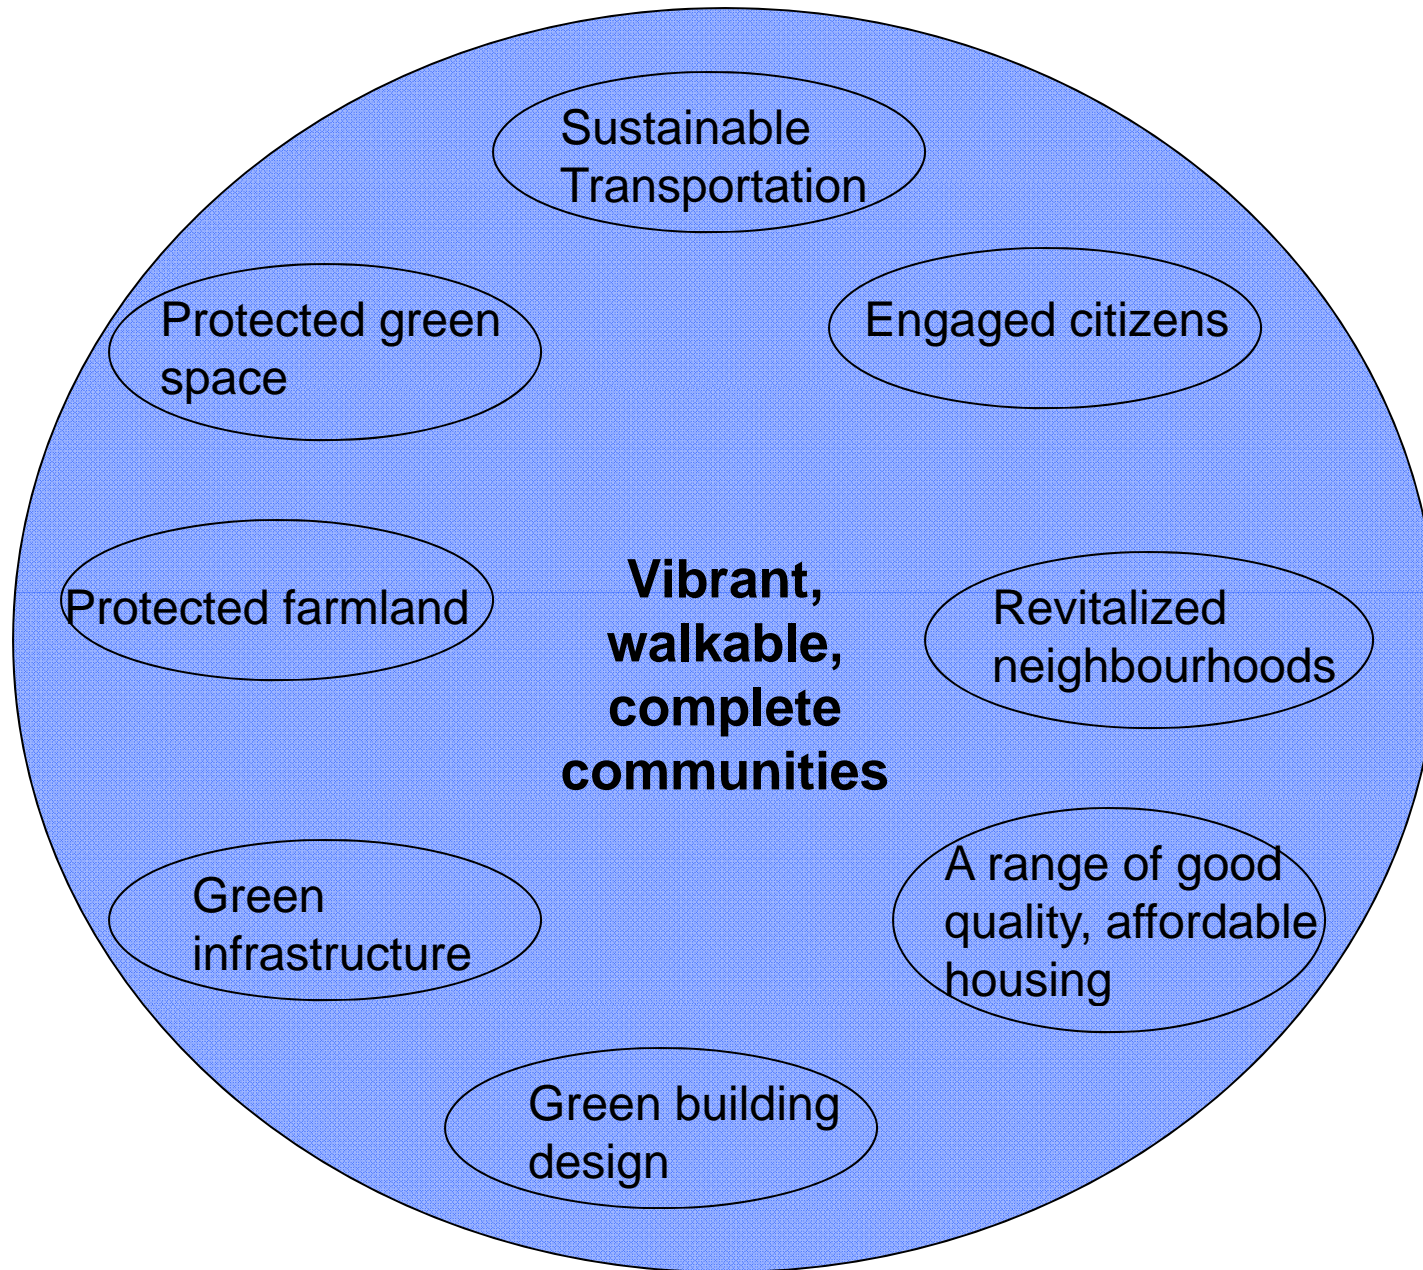 Sustainable
Transportation
Protected green
space
Engaged citizens
Protected farmland
Vibrant,
walkable,
complete
communities
Revitalized
neighbourhoods
Green
infrastructure
A range of good
quality, affordable
housing
Green building
design